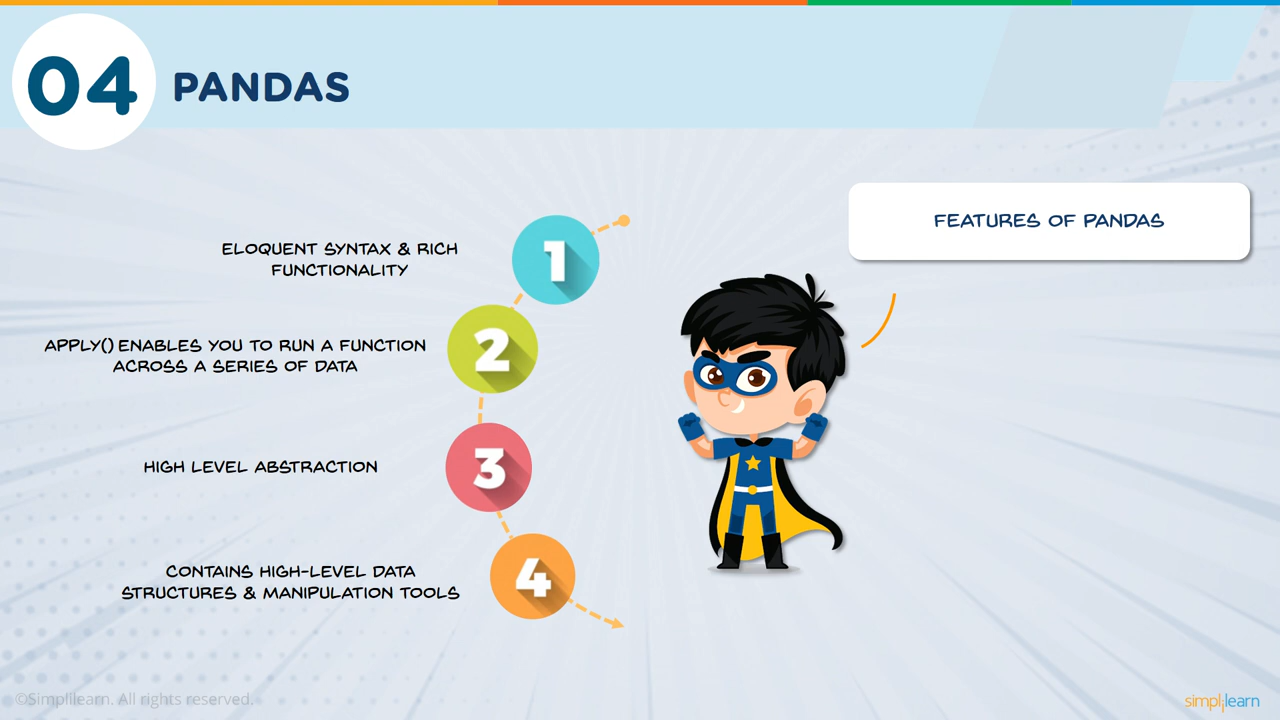 04 PANDAS
FEATURES OF PANDAS
1
ELOQUENT SYNTAX & RICH
FUNCTIONALITY
2
APPLY() ENABLES YOU TO RUN A FUNCTION
ACROSS A SERIES OF DATA
3
HIGH LEVEL ABSTRACTION
4
CONTAINS HIGH-LEVEL DATA
STRUCTURES & MANIPULATION TOOLS
©Simplilearn. All rights reserved.
simplilearn